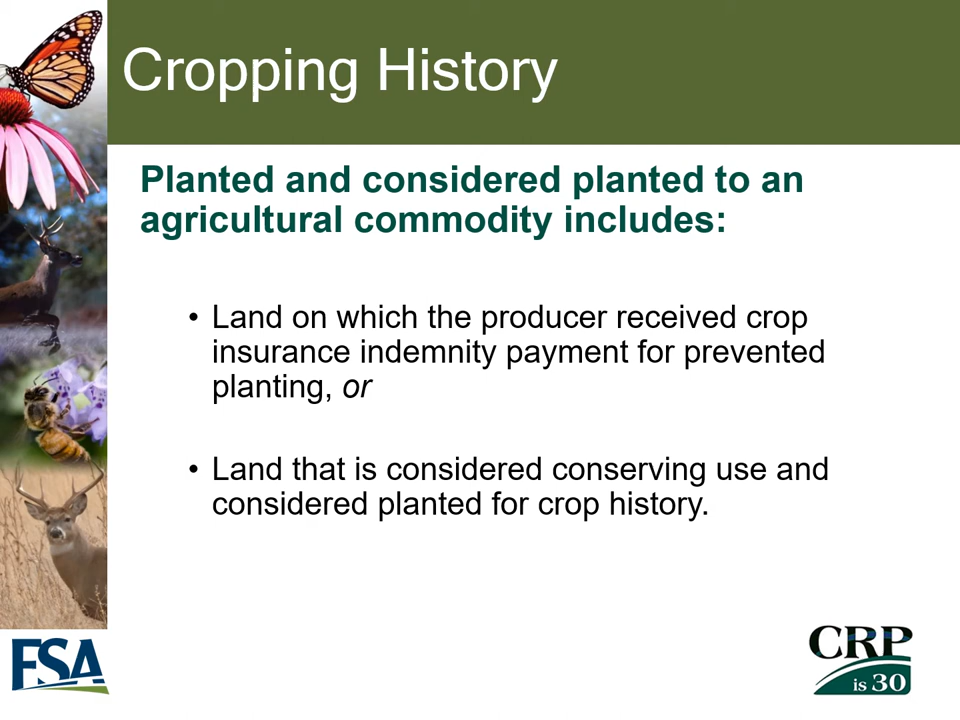 Cropping History
Planted and considered planted to an
agricultural commodity includes:
• Land on which the producer received crop
insurance indemnity payment for prevented
planting, or
• Land that is considered conserving use and
considered planted for crop history.
FSA
CRP
is 30